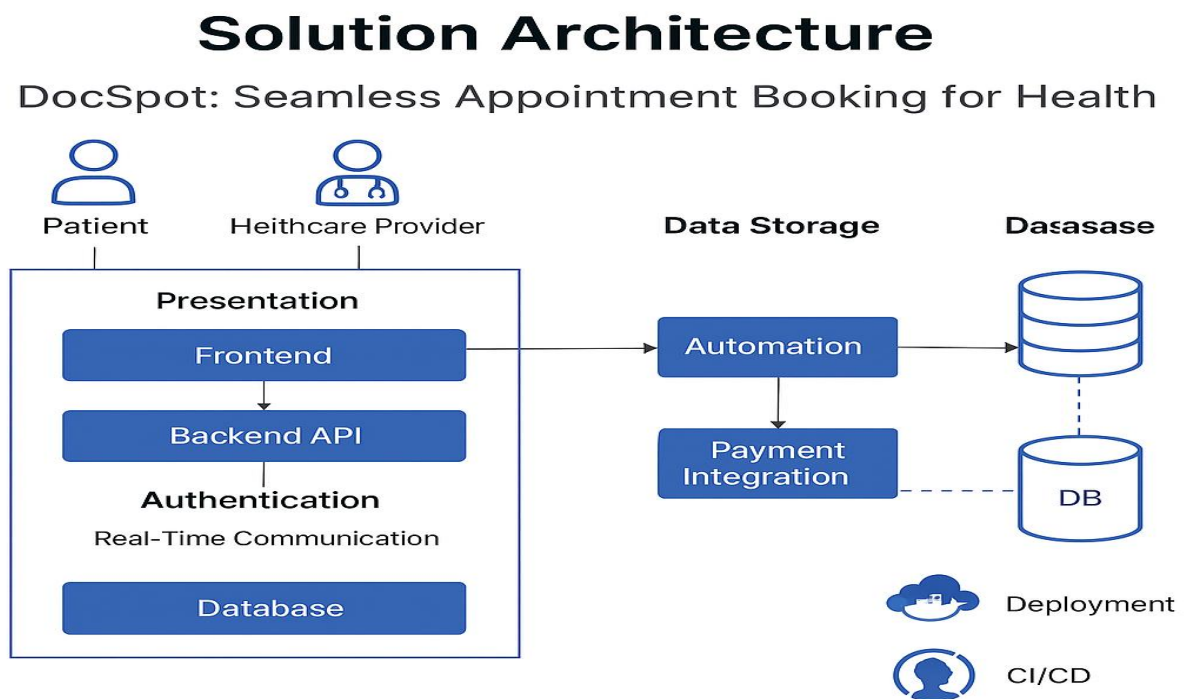 Solution Architecture
DocSpot: Seamless Appointment Booking for Health
Patient
Heithcare Provider
Data Storage
Dasasase
Presentation
Frontend
Backend API
Authentication
Real-Time Communication
Database
Automation
Payment
Integration
DB
Deployment
CI/CD